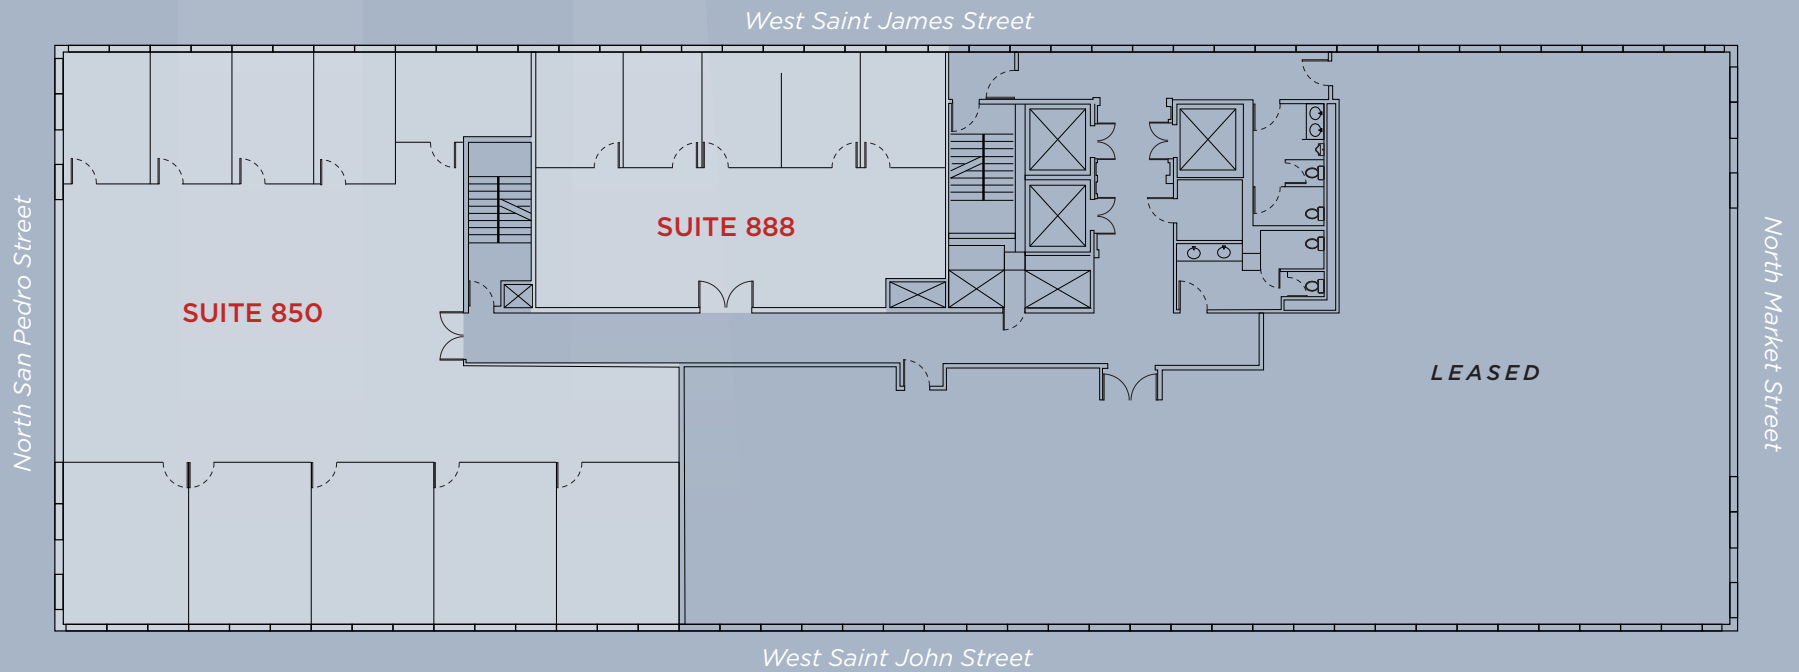 West Saint James Street
North San Pedro Street
SUITE 888
SUITE 850
LEASED
North Market Street
West Saint John Street